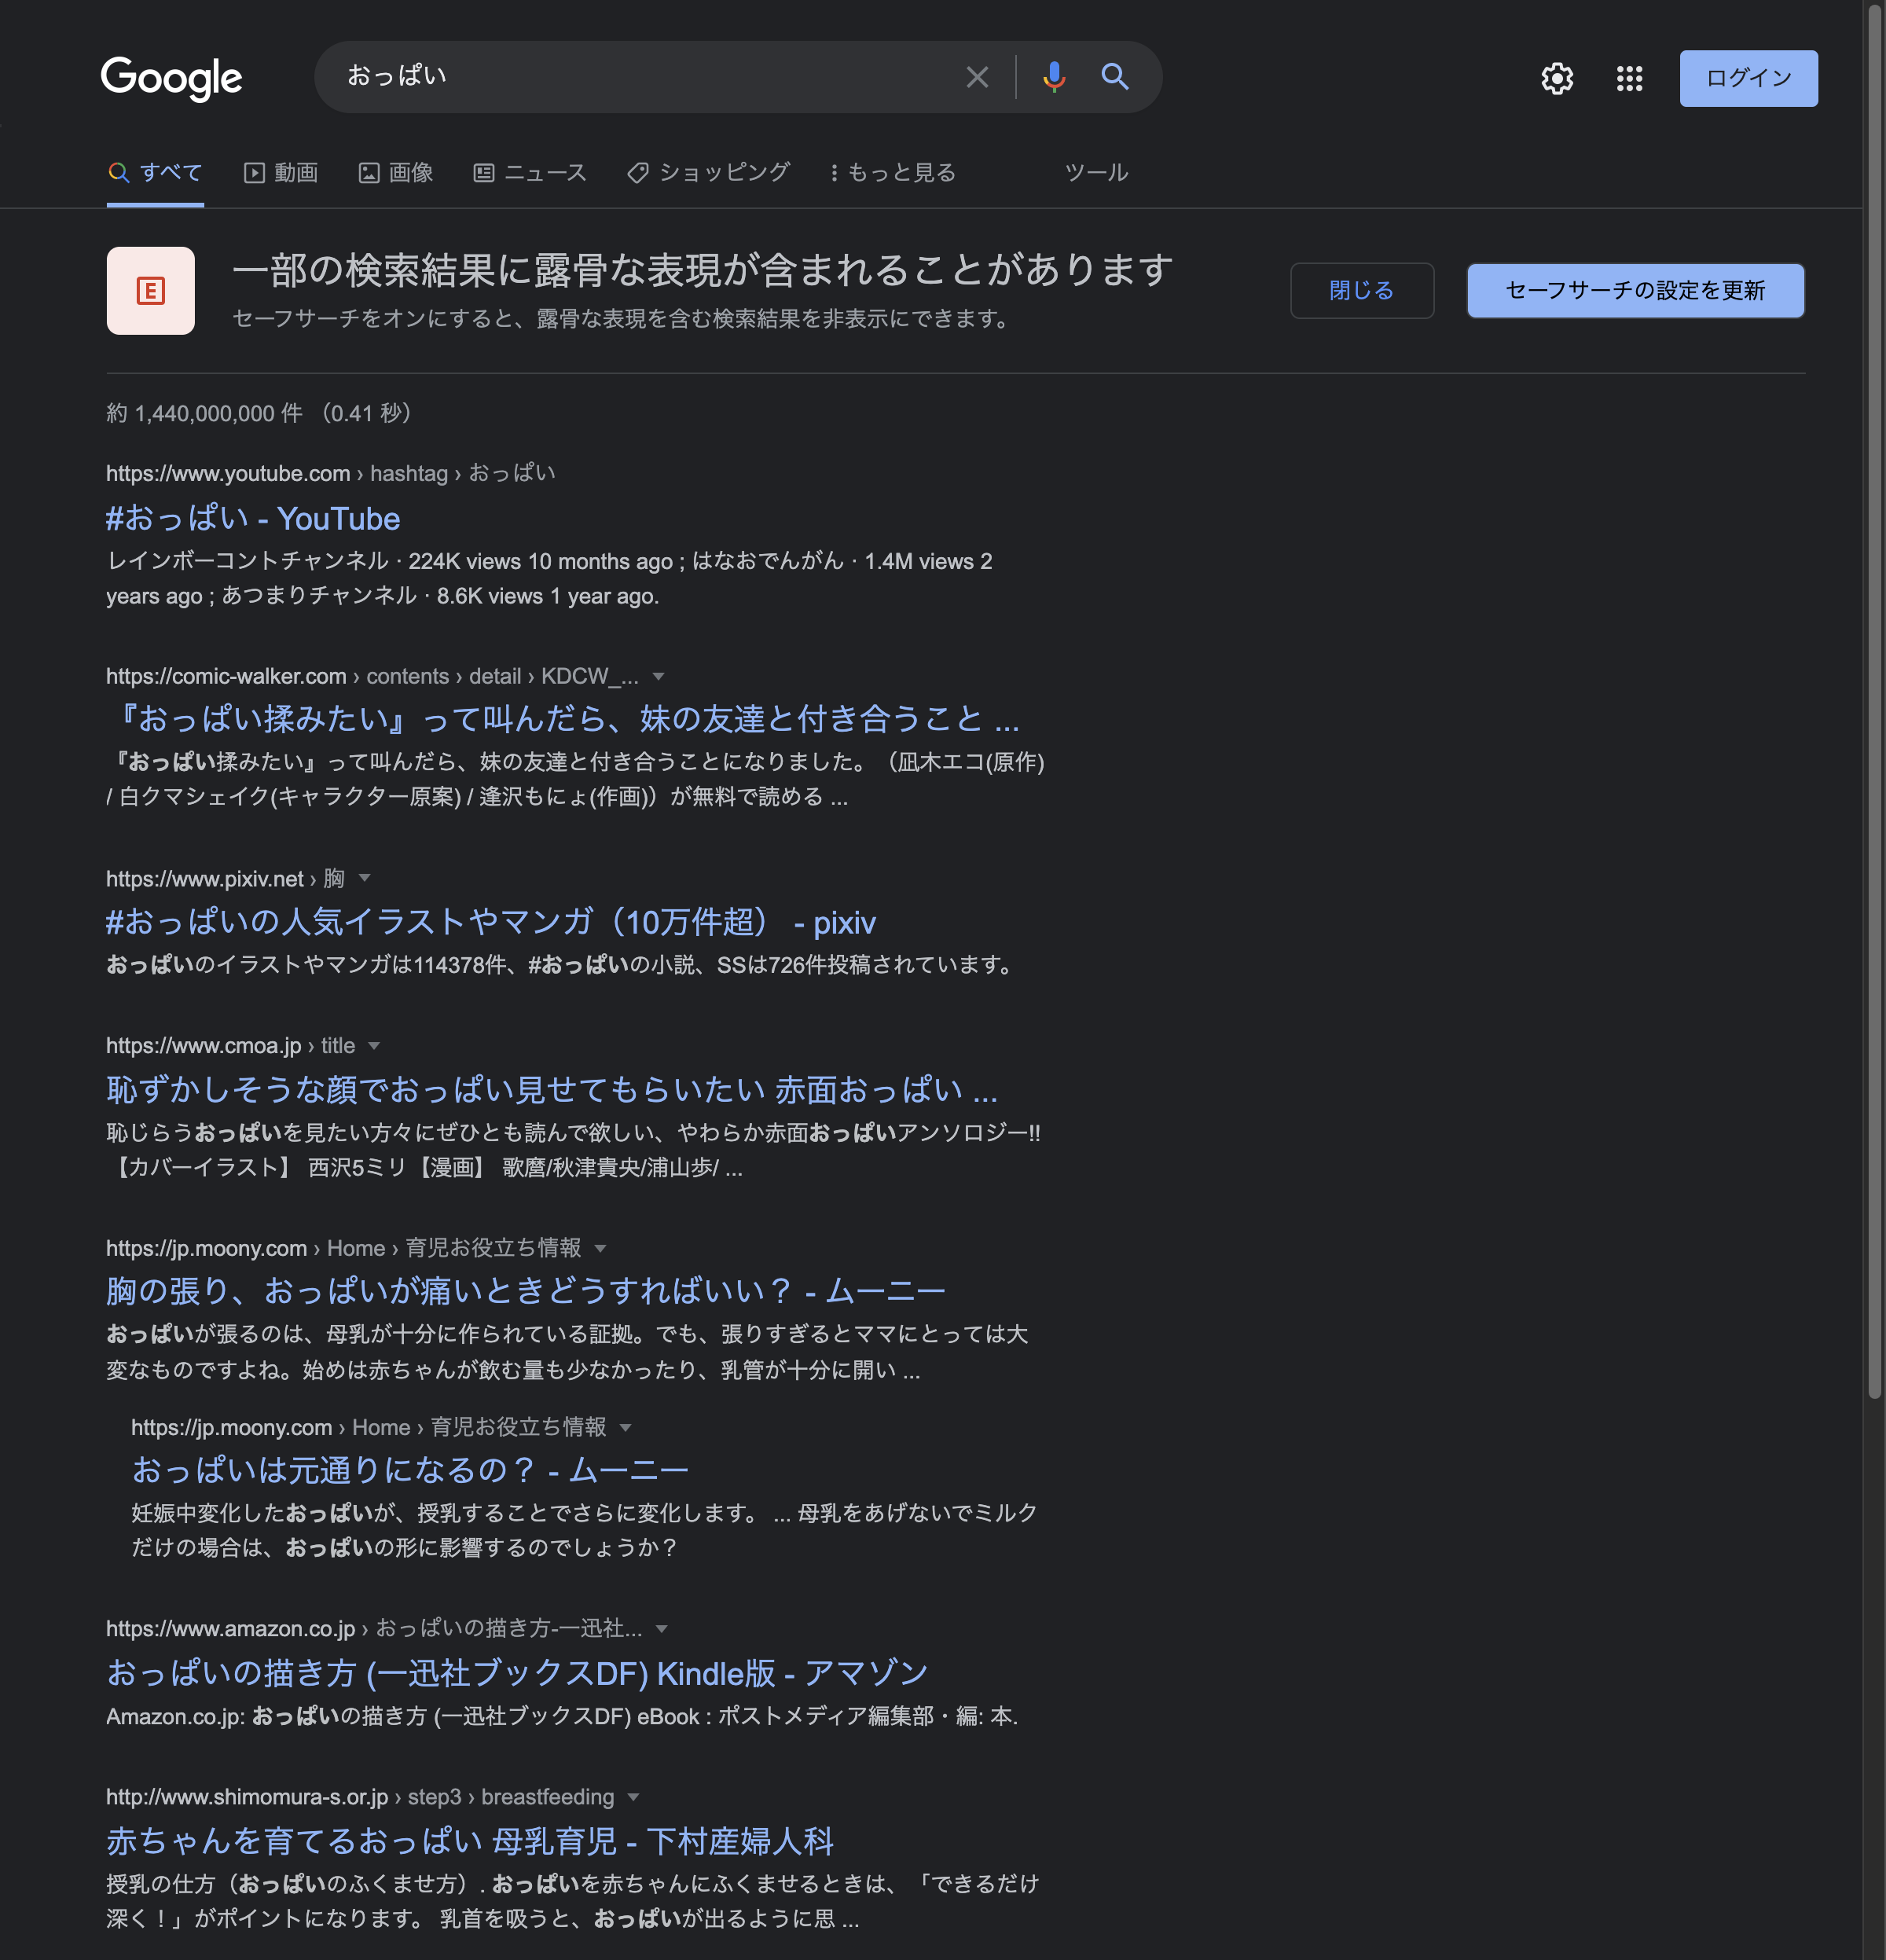 Google
おっぱい
ログイン
すべて 動画 画像 ニュース ショッピング もっと見る ツール
E
一部の検索結果に露骨な表現が含まれることがあります
セーフサーチをオンにすると、露骨な表現を含む検索結果を非表示にできます。
閉じる
セーフサーチの設定を更新
約 1,440,000,000 件 （0.41 秒）
https://www.youtube.com › hashtag › おっぱい
#おっぱい - YouTube
レインボーコントチャンネル · 224K views 10 months ago ; はなおでんがん · 1.4M views 2
years ago ; あつまりチャンネル · 8.6K views 1 year ago.
https://comic-walker.com › contents › detail › KDCW_...
『おっぱい揉みたい』って叫んだら、妹の友達と付き合うこと ...
『おっぱい揉みたい』って叫んだら、妹の友達と付き合うことになりました。（凪木エコ(原作)
/ 白クマシェイク(キャラクター原案) / 逢沢もにょ(作画)）が無料で読める ...
https://www.pixiv.net › 胸
#おっぱいの人気イラストやマンガ（10万件超） - pixiv
おっぱいのイラストやマンガは114378件、#おっぱいの小説、SSは726件投稿されています。
https://www.cmoa.jp › title
恥ずかしそうな顔でおっぱい見せてもらいたい 赤面おっぱい ...
恥じらうおっぱいを見たい方々にぜひとも読んで欲しい、やわらか赤面おっぱいアンソロジー!!
【カバーイラスト】 西沢5ミリ【漫画】 歌麿/秋津貴央/浦山歩/ ...
https://jp.moony.com › Home › 育児お役立ち情報
胸の張り、おっぱいが痛いときどうすればいい？ - ムーニー
おっぱいが張るのは、母乳が十分に作られている証拠。でも、張りすぎるとママにとっては大
変なものですよね。始めは赤ちゃんが飲む量も少なかったり、乳管が十分に開い ...
https://jp.moony.com › Home › 育児お役立ち情報
おっぱいは元通りになるの？ - ムーニー
妊娠中変化したおっぱいが、授乳することでさらに変化します。 ... 母乳をあげないでミルク
だけの場合は、おっぱいの形に影響するのでしょうか？
https://www.amazon.co.jp › おっぱいの描き方-一迅社...
おっぱいの描き方 (一迅社ブックスDF) Kindle版 - アマゾン
Amazon.co.jp: おっぱいの描き方 (一迅社ブックスDF) eBook : ポストメディア編集部・編: 本.
http://www.shimomura-s.or.jp › step3 › breastfeeding
赤ちゃんを育てるおっぱい 母乳育児 - 下村産婦人科
授乳の仕方（おっぱいのふくませ方）. おっぱいを赤ちゃんにふくませるときは、「できるだけ
深く！」がポイントになります。 乳首を吸うと、おっぱいが出るように思 ...